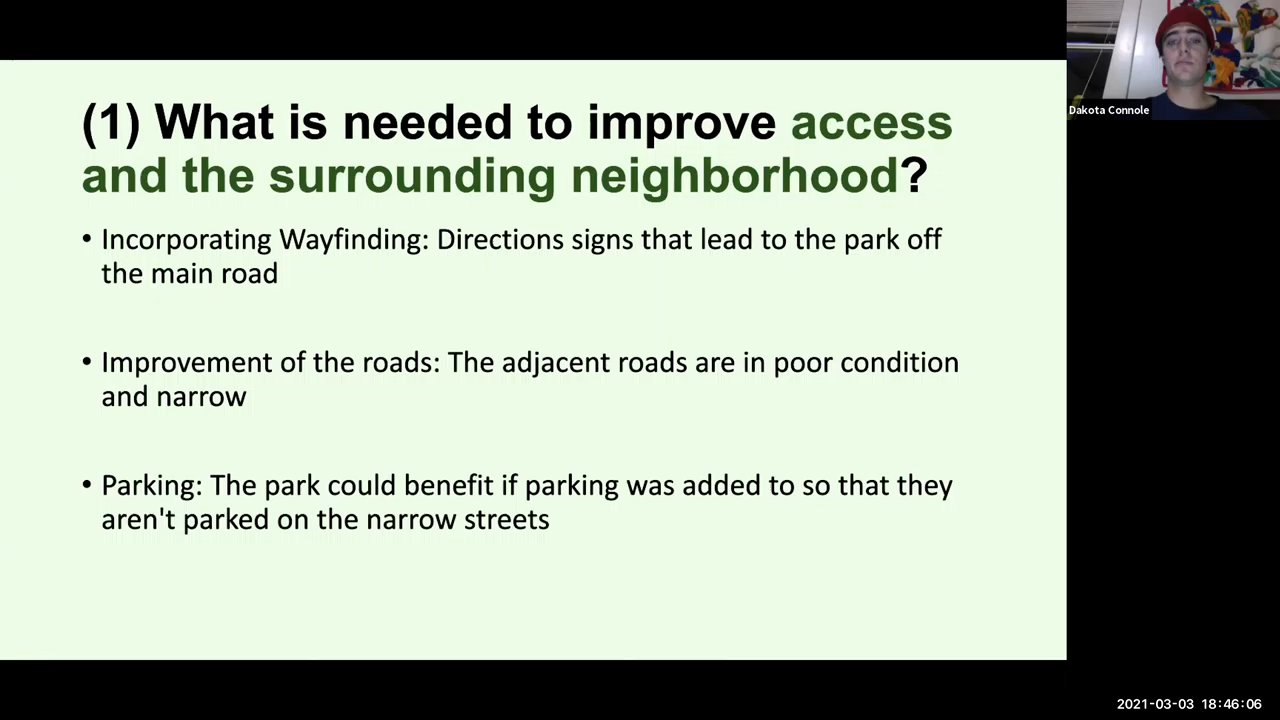 (1) What is needed to improve access
and the surrounding neighborhood?
• Incorporating Wayfinding: Directions signs that lead to the park off
the main road
• Improvement of the roads: The adjacent roads are in poor condition
and narrow
• Parking: The park could benefit if parking was added to so that they
aren't parked on the narrow streets
Dakota Connole
2021-03-03 18:46:06